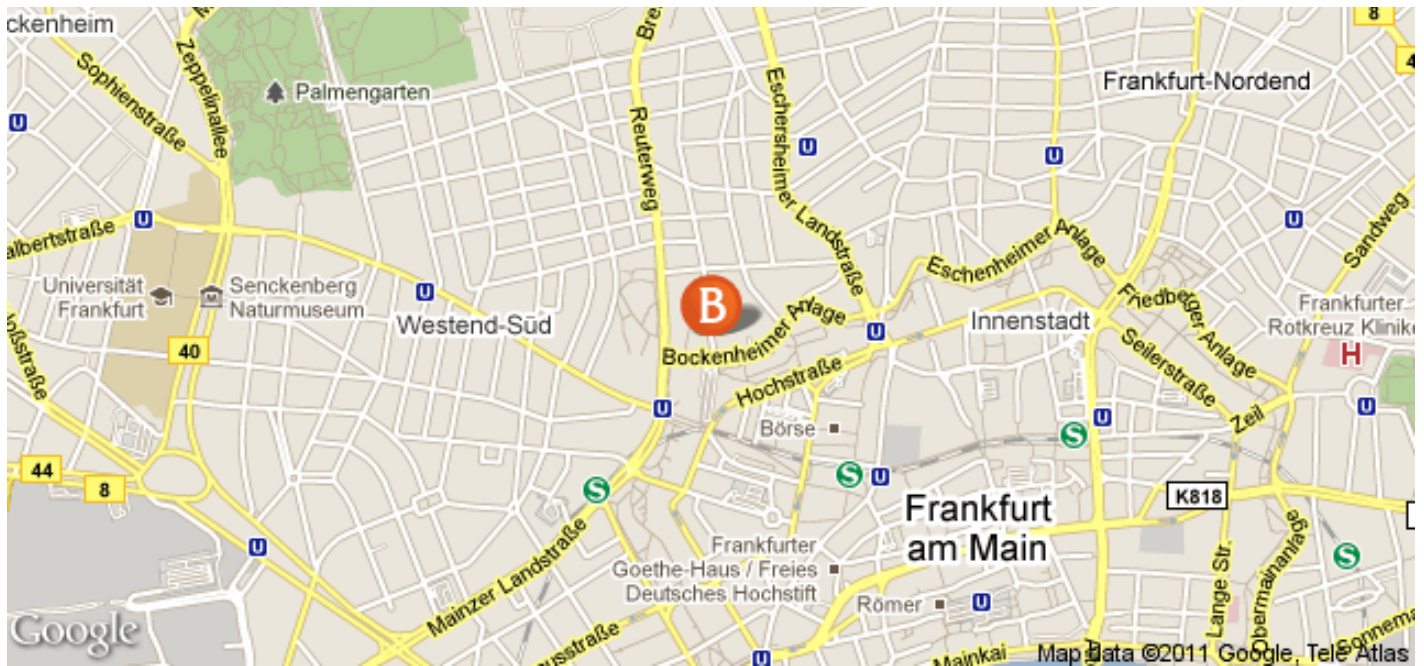 ckenheim
8
4
Zeppelinallee
Bre
Sophienstraße
Palmengarten
Eschersheimer Landstraße
Frankfurt-Nordend
U
Reuterweg
U
U
U
U
Sandweg
albertstraße
Eschenheimer Anlage
Universität
Frankfurt
Senckenberg
Naturmuseum
U
B
Friedberger Anlage
Frankfurter
Rotkreuz Klinike
Westend-Süd
Anlage
U
Innenstadt
H
40
Bockenheimer
Seilerstraße
Hochstraße
U
U
U
Zeil
Börse
S
44
8
S
S
U
K818
Frankfurt
am Main
U
Mainzer Landstraße
Frankfurter
Goethe-Haus / Freies
Deutsches Hochstift
Lange Str.
Obermainanlage
S
Römer
U
Google
U
Mainkai
Map Data ©2011 Google, Tele Atlas